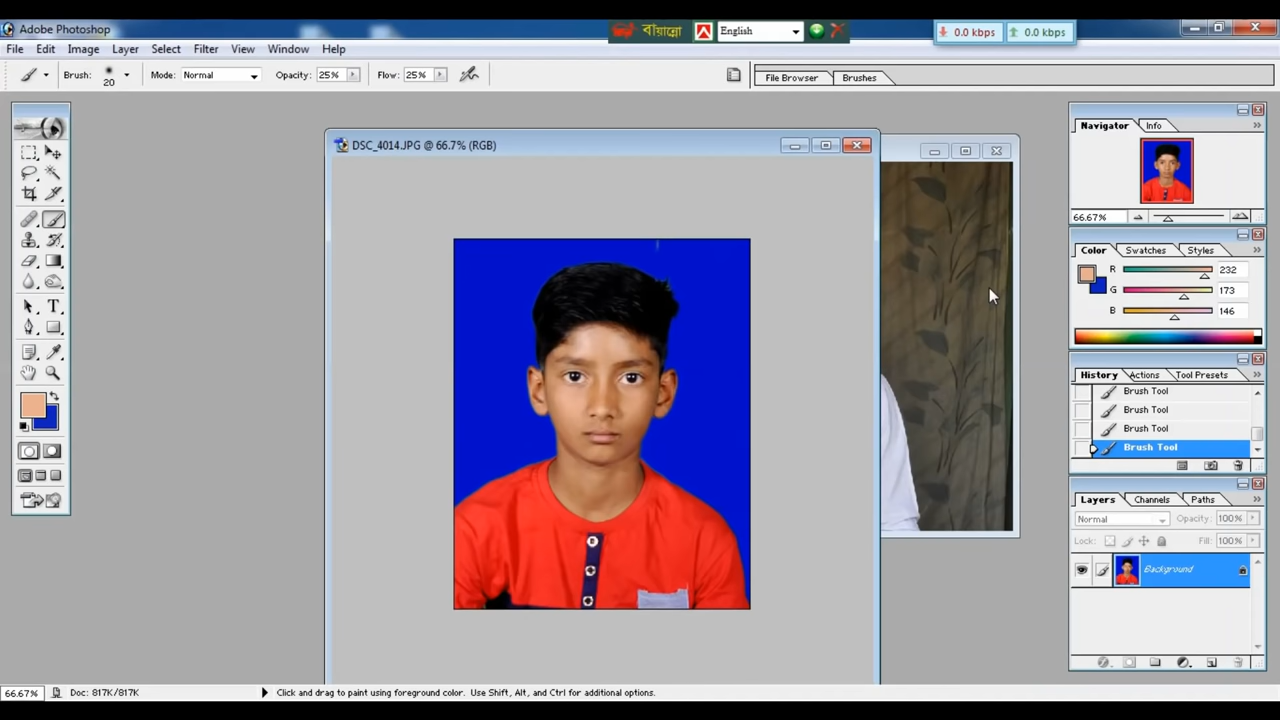 Adobe Photoshop
বায়ান্নো
English
0.0 kbps
0.0 kbps
File Edit Image Layer Select Filter View Window Help
Brush: 20 Mode: Normal Opacity: 25% Flow: 25%
File Browser Brushes
DSC_4014.JPG @ 66.7% (RGB)
Navigator Info
66.67%
Color Swatches Styles
R 232
G 173
B 146
History Actions Tool Presets
Brush Tool
Brush Tool
Brush Tool
Brush Tool
Layers Channels Paths
Normal Opacity: 100%
Lock: Fill: 100%
Background
66.67% Doc: 817K/817K Click and drag to paint using foreground color. Use Shift, Alt, and Ctrl for additional options.